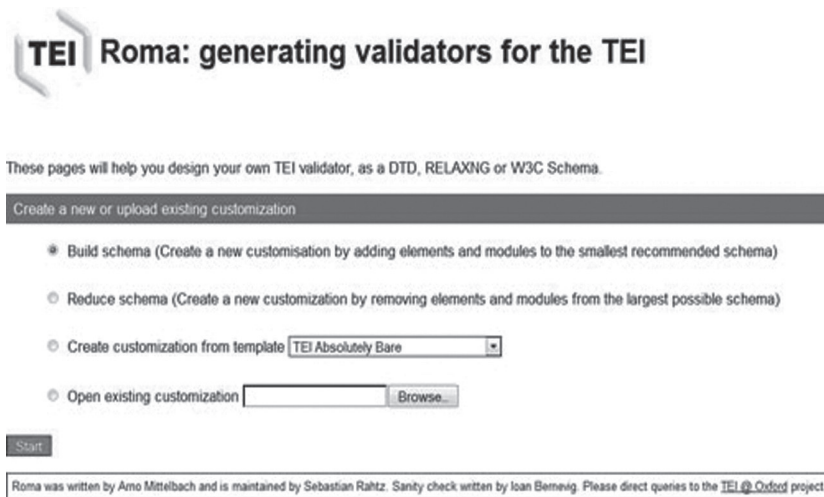 TEI Roma: generating validators for the TEI
These pages will help you design your own TEI validator, as a DTD, RELAXNG or W3C Schema.
Create a new or upload existing customization
Build schema (Create a new customisation by adding elements and modules to the smallest recommended schema)
Reduce schema (Create a new customization by removing elements and modules from the largest possible schema)
Create customization from template TEI Absolutely Bare
Open existing customization Browse...
Start
Roma was written by Arno Mittelbach and is maintained by Sebastian Rahtz. Sanity check written by Ioan Bernevig. Please direct queries to the TEI @ Oxford project